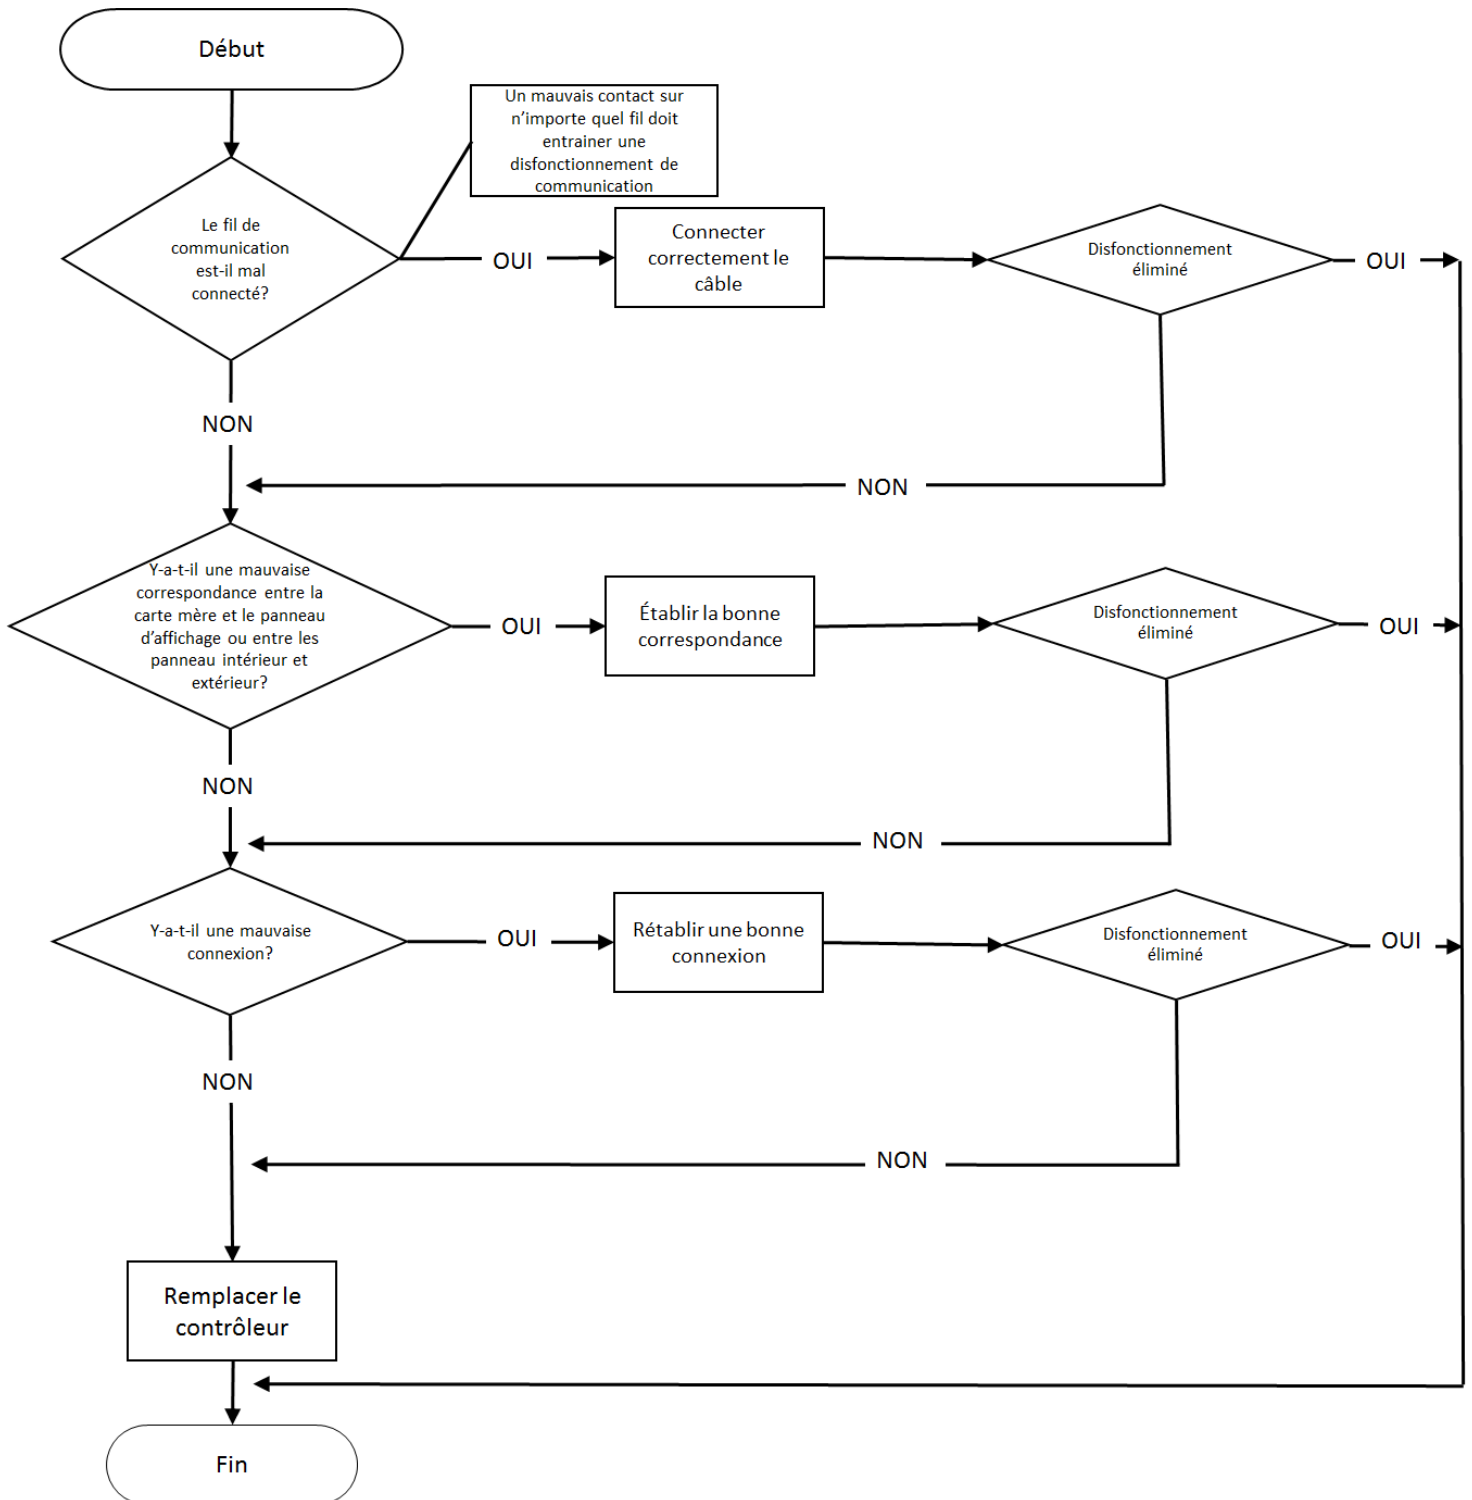 Début
Un mauvais contact sur
n’importe quel fil doit
entrainer une
disfonctionnement de
communication
Le fil de
communication
est-il mal
connecté?
OUI
Connecter
correctement le
câble
Disfonctionnement
éliminé
OUI
NON
NON
Y-a-t-il une mauvaise
correspondance entre la
carte mère et le panneau
d’affichage ou entre les
panneau intérieur et
extérieur?
OUI
Établir la bonne
correspondance
Disfonctionnement
éliminé
OUI
NON
NON
Y-a-t-il une mauvaise
connexion?
OUI
Rétablir une bonne
connexion
Disfonctionnement
éliminé
OUI
NON
NON
Remplacer le
contrôleur
Fin